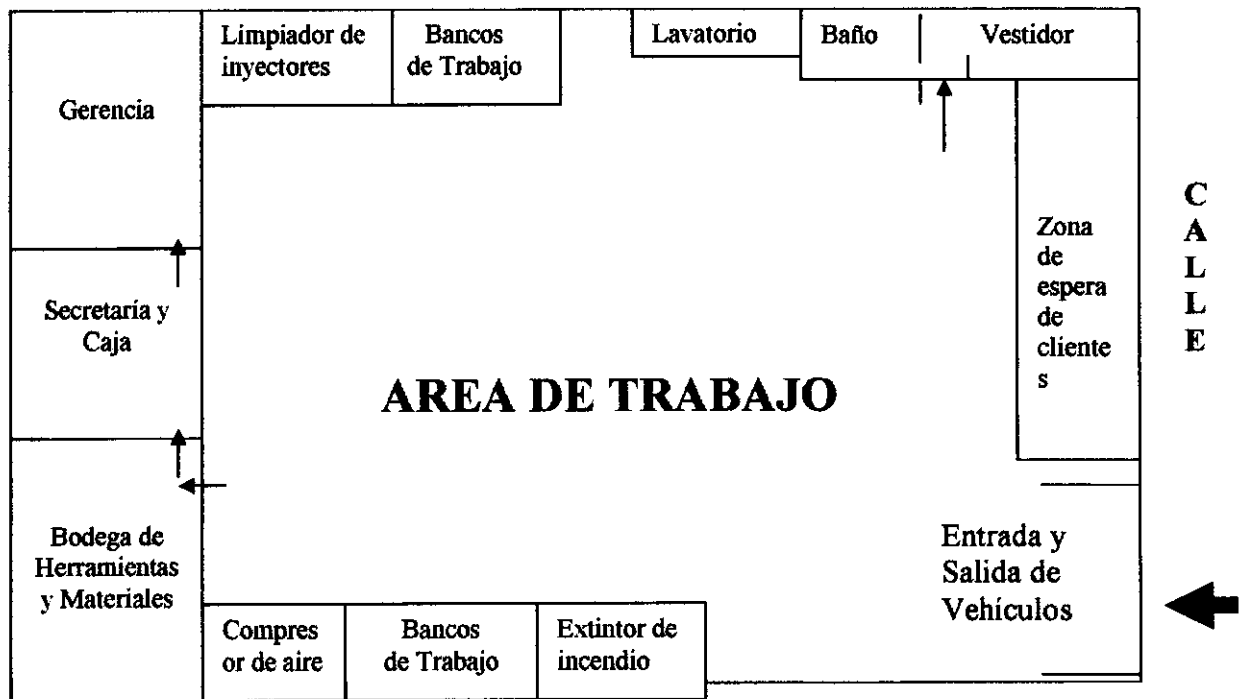 Limpiador de
inyectores
Bancos
de Trabajo
Lavatorio
Baño
Vestidor
Gerencia
Zona
de
espera
de
cliente
s
C
A
L
L
E
Secretaría y
Caja
AREA DE TRABAJO
Bodega de
Herramientas
y Materiales
Entrada y
Salida de
Vehículos
Compres
or de aire
Bancos
de Trabajo
Extintor de
incendio